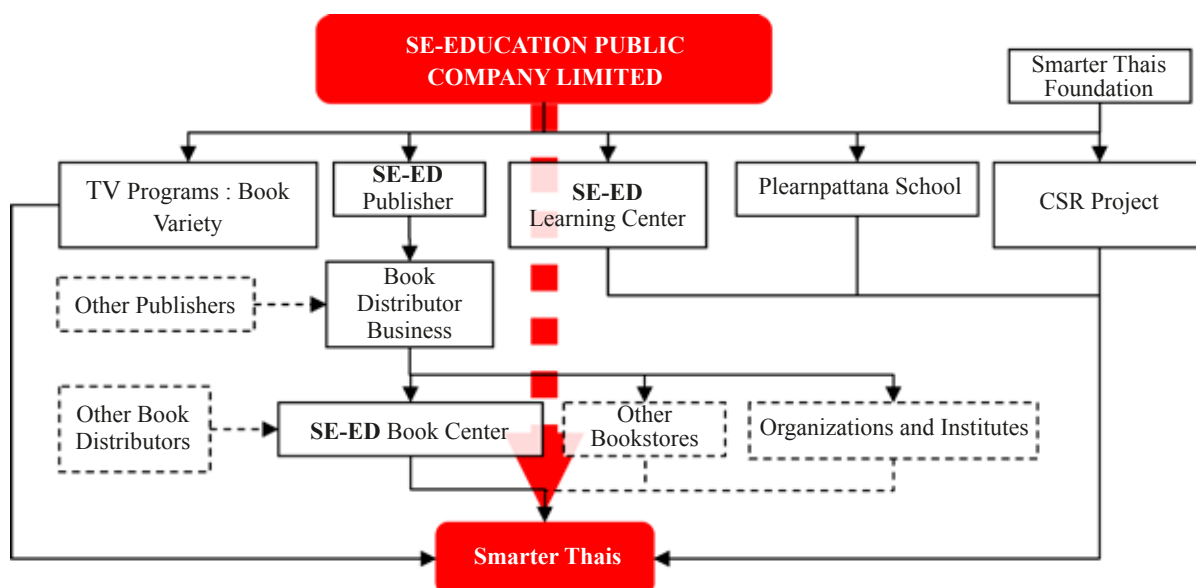 SE-EDUCATION PUBLIC
COMPANY LIMITED
Smarter Thais
Foundation
TV Programs : Book
Variety
SE-ED
Publisher
SE-ED
Learning Center
Plearnpattana School
CSR Project
Other Publishers
Book
Distributor
Business
Other Book
Distributors
SE-ED Book Center
Other
Bookstores
Organizations and Institutes
Smarter Thais